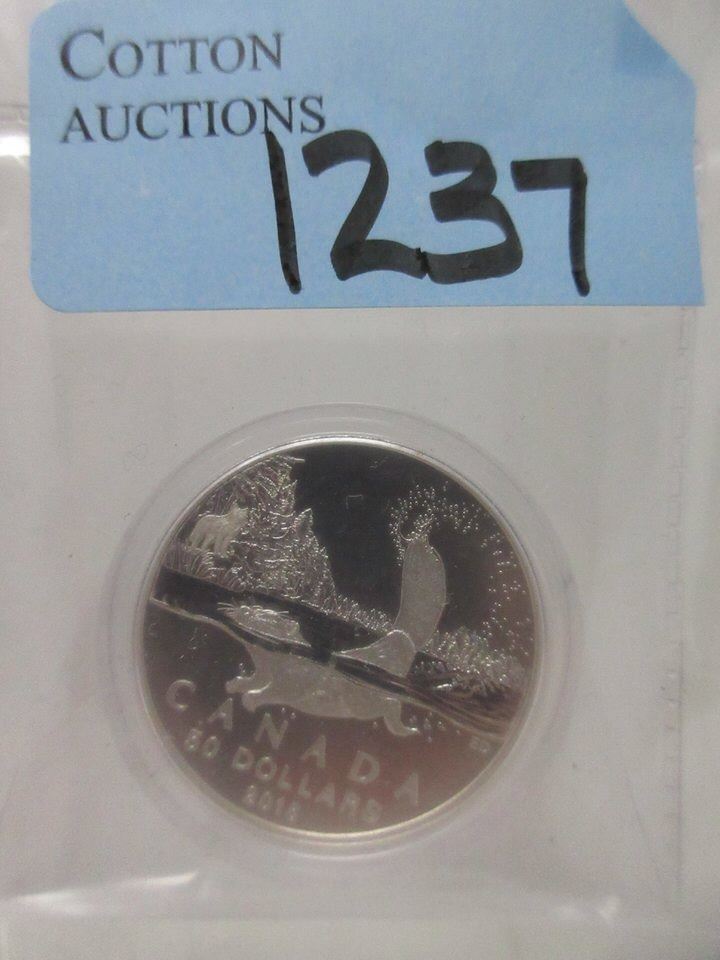 COTTON
AUCTIONS
1237
CANADA
DOLLARS